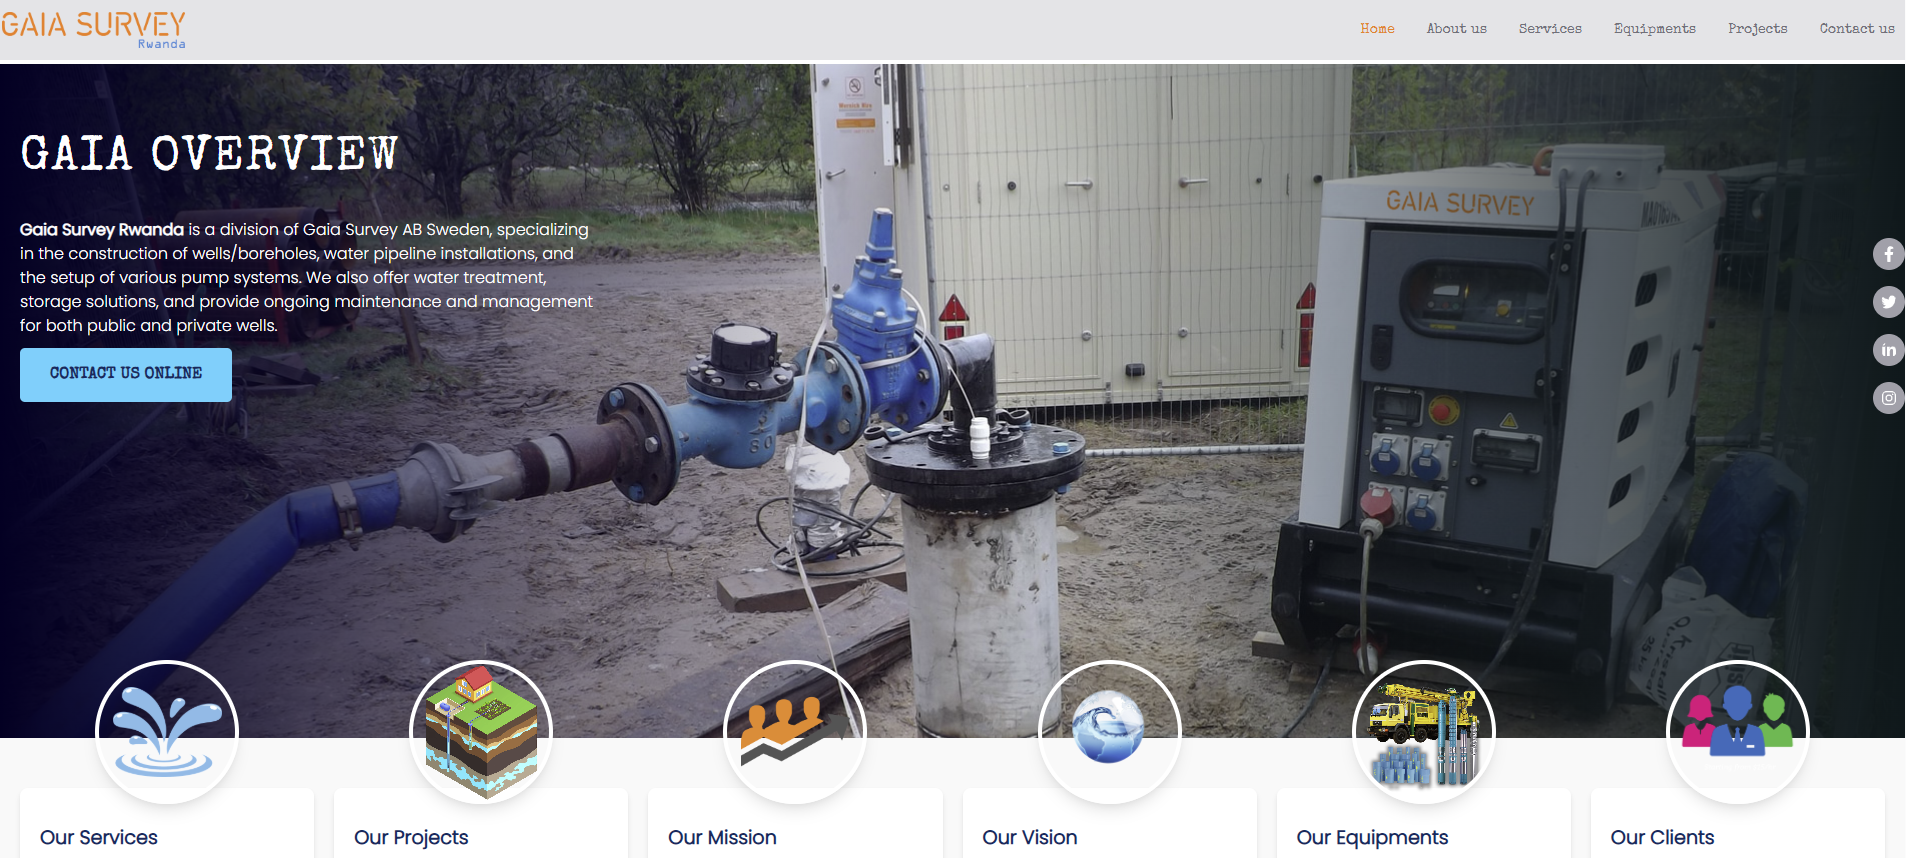 GAIA SURVEY
Rwanda
Home About us Services Equipments Projects Contact us
GAIA OVERVIEW
Gaia Survey Rwanda is a division of Gaia Survey AB Sweden, specializing
in the construction of wells/boreholes, water pipeline installations, and
the setup of various pump systems. We also offer water treatment,
storage solutions, and provide ongoing maintenance and management
for both public and private wells.
CONTACT US ONLINE
GAIA SURVEY
80
Our Services
Our Projects
Our Mission
Our Vision
Our Equipments
Our Clients